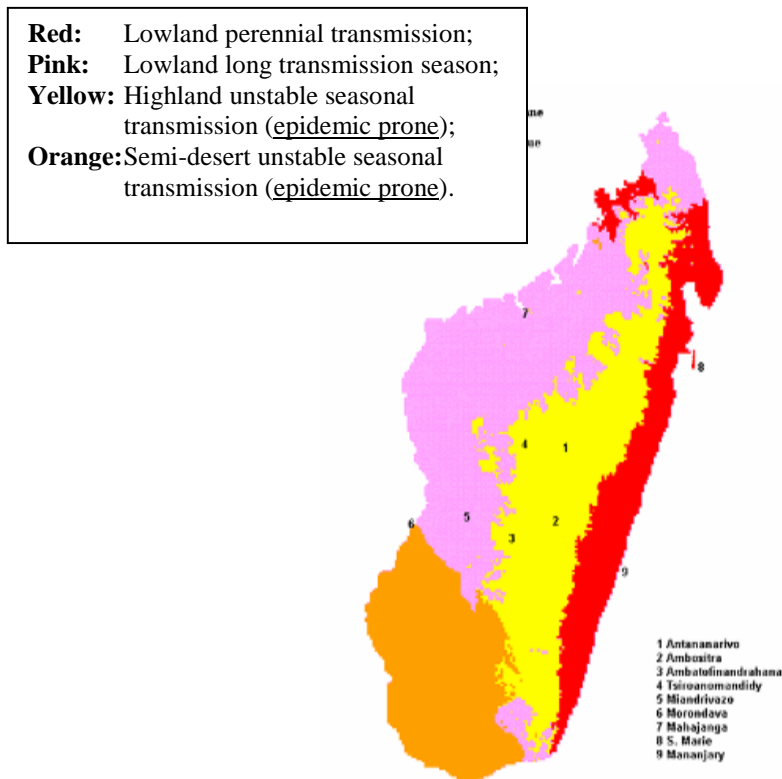 Red: Lowland perennial transmission;
Pink: Lowland long transmission season;
Yellow: Highland unstable seasonal
transmission (epidemic prone);
Orange: Semi-desert unstable seasonal
transmission (epidemic prone).
7
8
4
1
5
6
2
3
9
1 Antananarivo
2 Ambositra
3 Ambatofinandrahana
4 Tsiroanomandidy
5 Miandrivazo
6 Morondava
7 Mahajanga
8 S. Marie
9 Mananjary